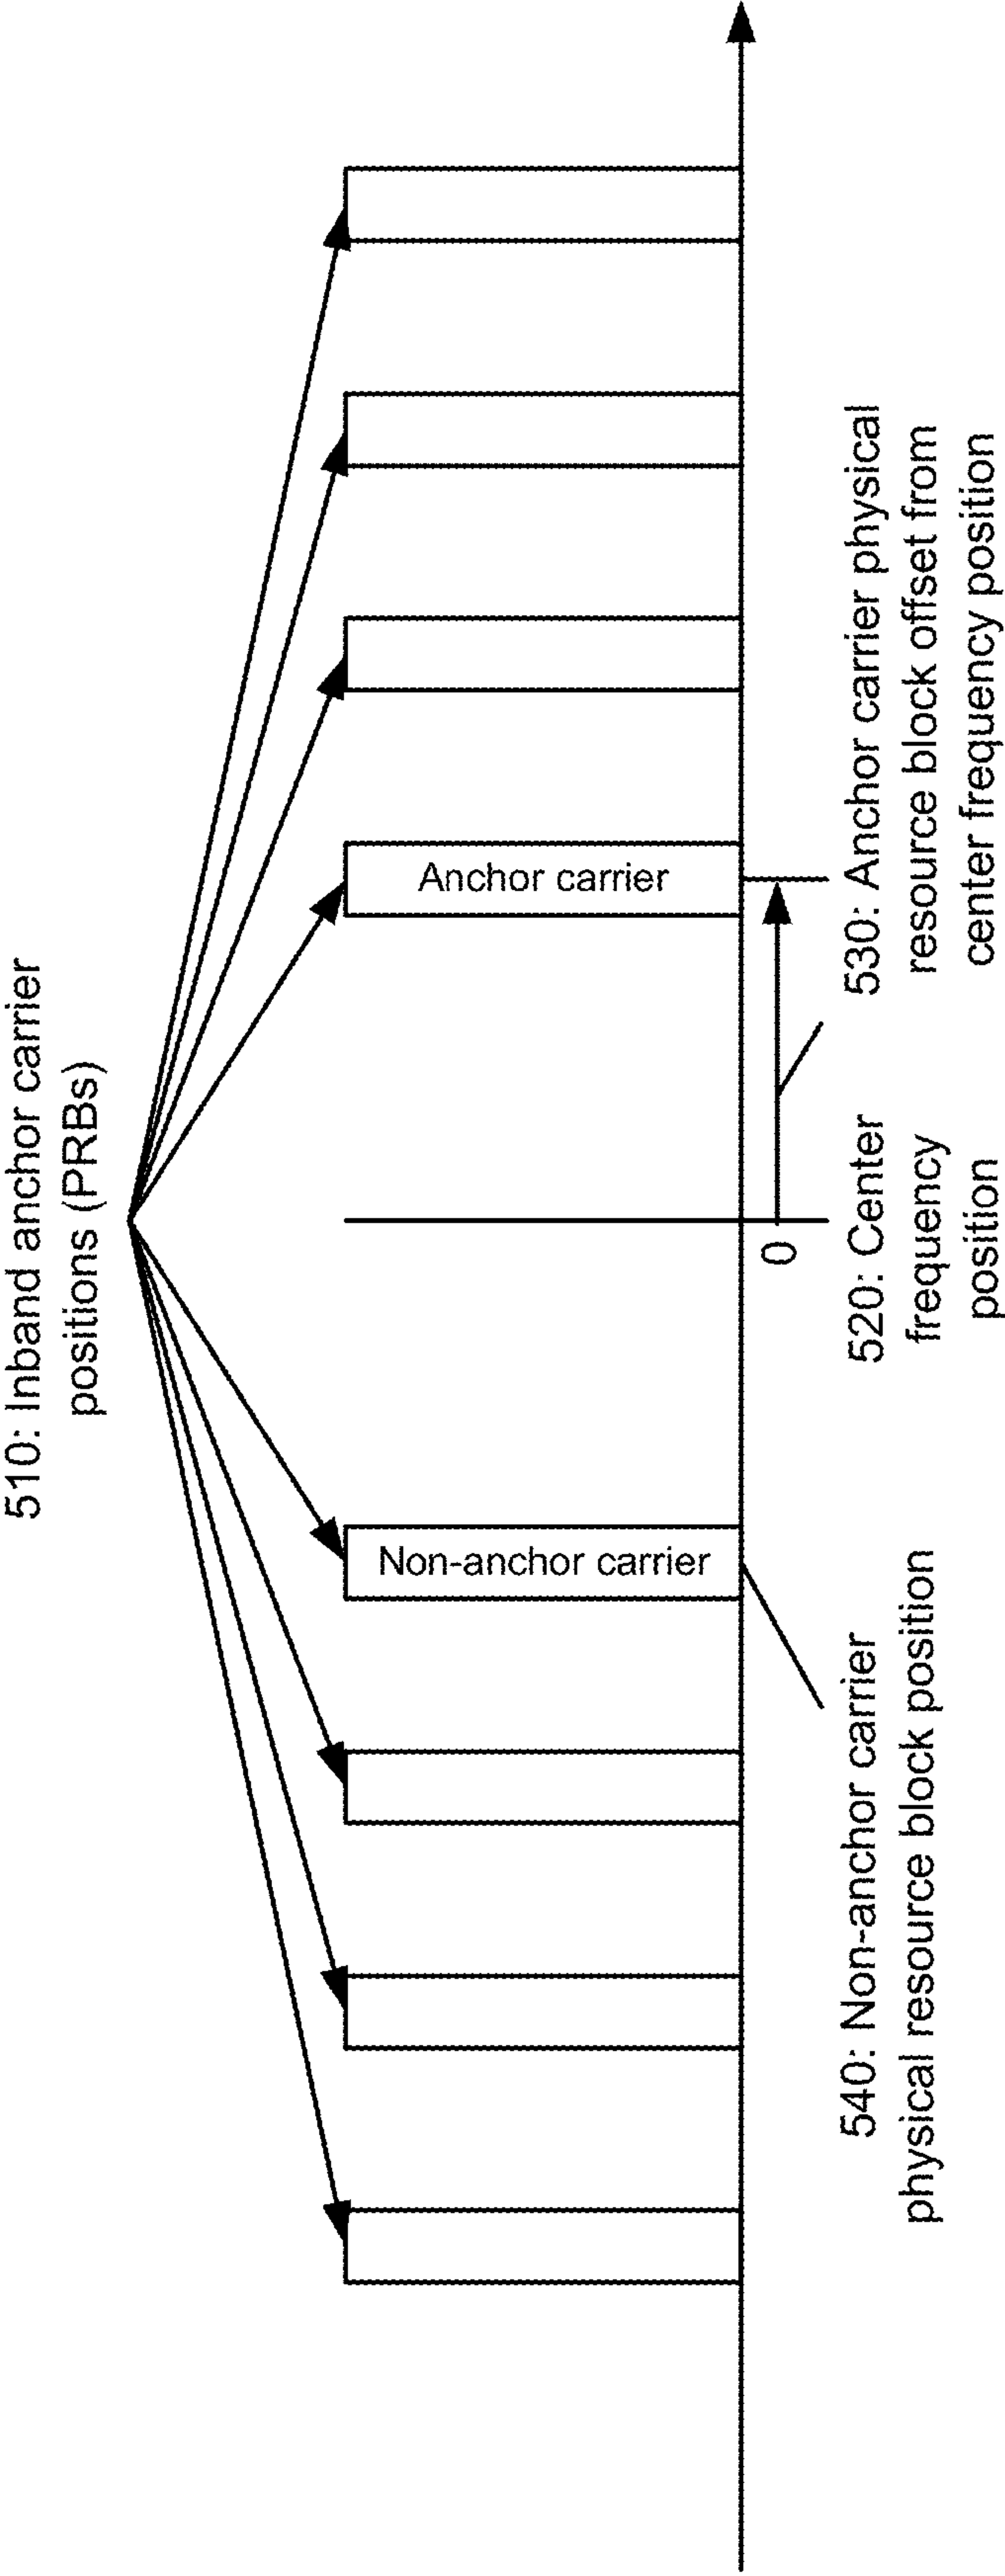 510: Inband anchor carrier
positions (PRBs)
Non-anchor carrier
Anchor carrier
0
540: Non-anchor carrier
physical resource block position
520: Center
frequency
position
530: Anchor carrier physical
resource block offset from
center frequency position